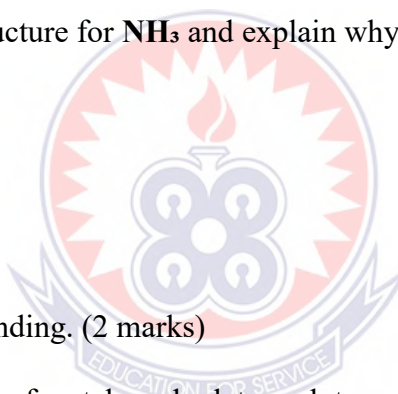 ucture for NH₃ and explain why
nding. (2 marks)
EDUCATION FOR SERVICE